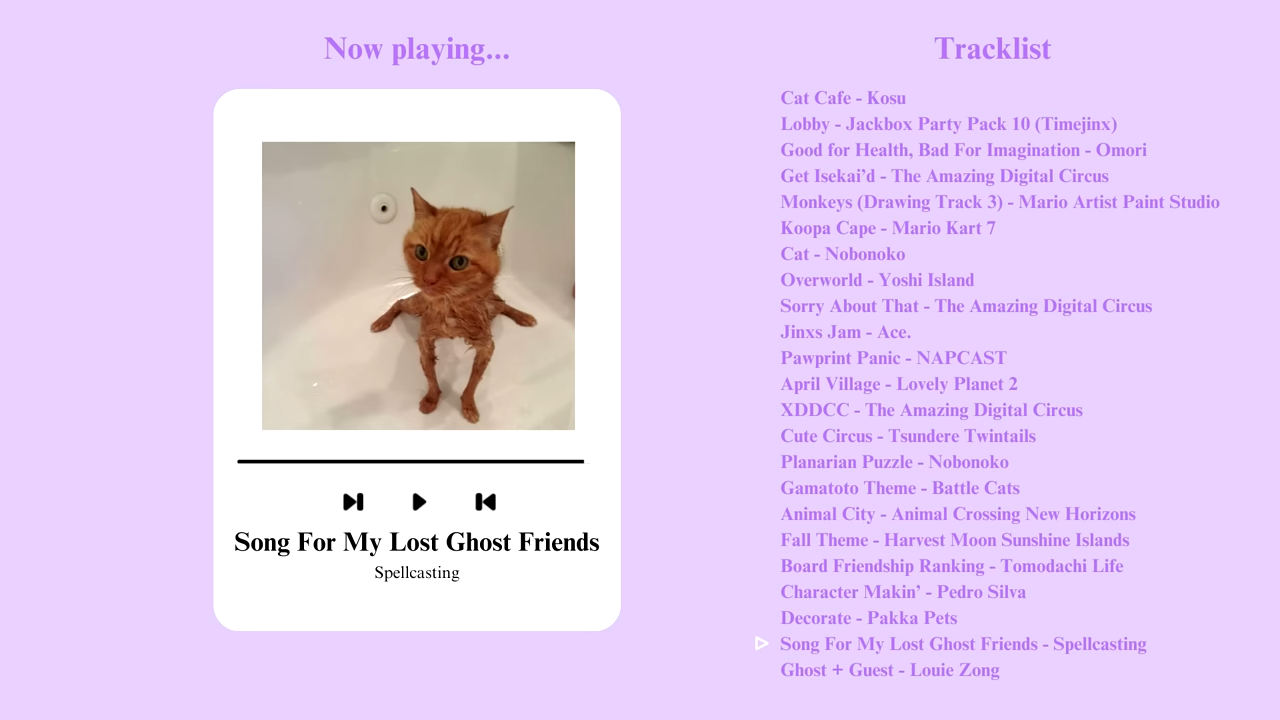 Now playing...
Song For My Lost Ghost Friends
Spellcasting
Tracklist
Cat Cafe - Kosu
Lobby - Jackbox Party Pack 10 (Timejinx)
Good for Health, Bad For Imagination - Omori
Get Isekai’d - The Amazing Digital Circus
Monkeys (Drawing Track 3) - Mario Artist Paint Studio
Koopa Cape - Mario Kart 7
Cat - Nobonoko
Overworld - Yoshi Island
Sorry About That - The Amazing Digital Circus
Jinxs Jam - Ace.
Pawprint Panic - NAPCAST
April Village - Lovely Planet 2
XDDCC - The Amazing Digital Circus
Cute Circus - Tsundere Twintails
Planarian Puzzle - Nobonoko
Gamatoto Theme - Battle Cats
Animal City - Animal Crossing New Horizons
Fall Theme - Harvest Moon Sunshine Islands
Board Friendship Ranking - Tomodachi Life
Character Makin’ - Pedro Silva
Decorate - Pakka Pets
Song For My Lost Ghost Friends - Spellcasting
Ghost + Guest - Louie Zong